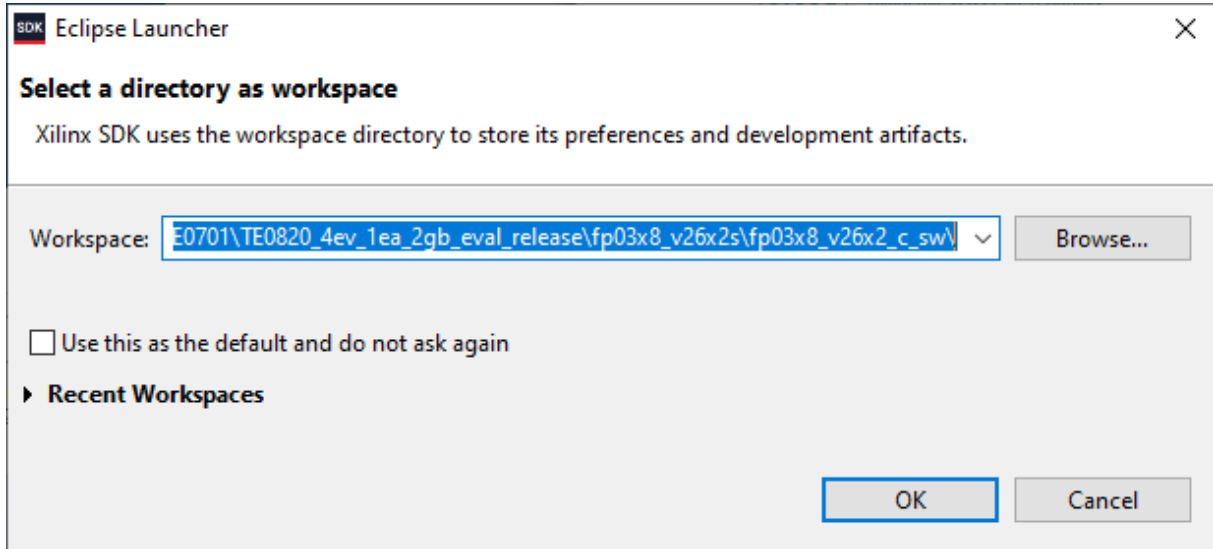 SDK Eclipse Launcher
Select a directory as workspace
Xilinx SDK uses the workspace directory to store its preferences and development artifacts.
Workspace: E0701\TE0820_4ev_1ea_2gb_eval_release\fp03x8_v26x2s\fp03x8_v26x2_c_sw\ Browse...
Use this as the default and do not ask again
Recent Workspaces
OK Cancel